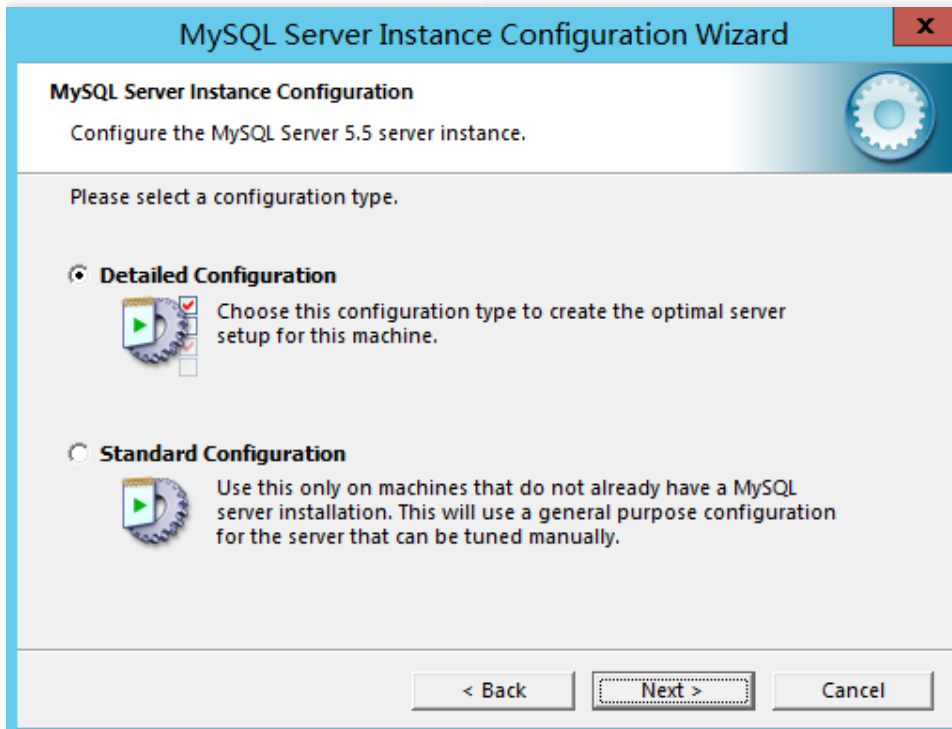 MySQL Server Instance Configuration Wizard
x
MySQL Server Instance Configuration
Configure the MySQL Server 5.5 server instance.
Please select a configuration type.
Detailed Configuration
Choose this configuration type to create the optimal server
setup for this machine.
Standard Configuration
Use this only on machines that do not already have a MySQL
server installation. This will use a general purpose configuration
for the server that can be tuned manually.
< Back
Next >
Cancel